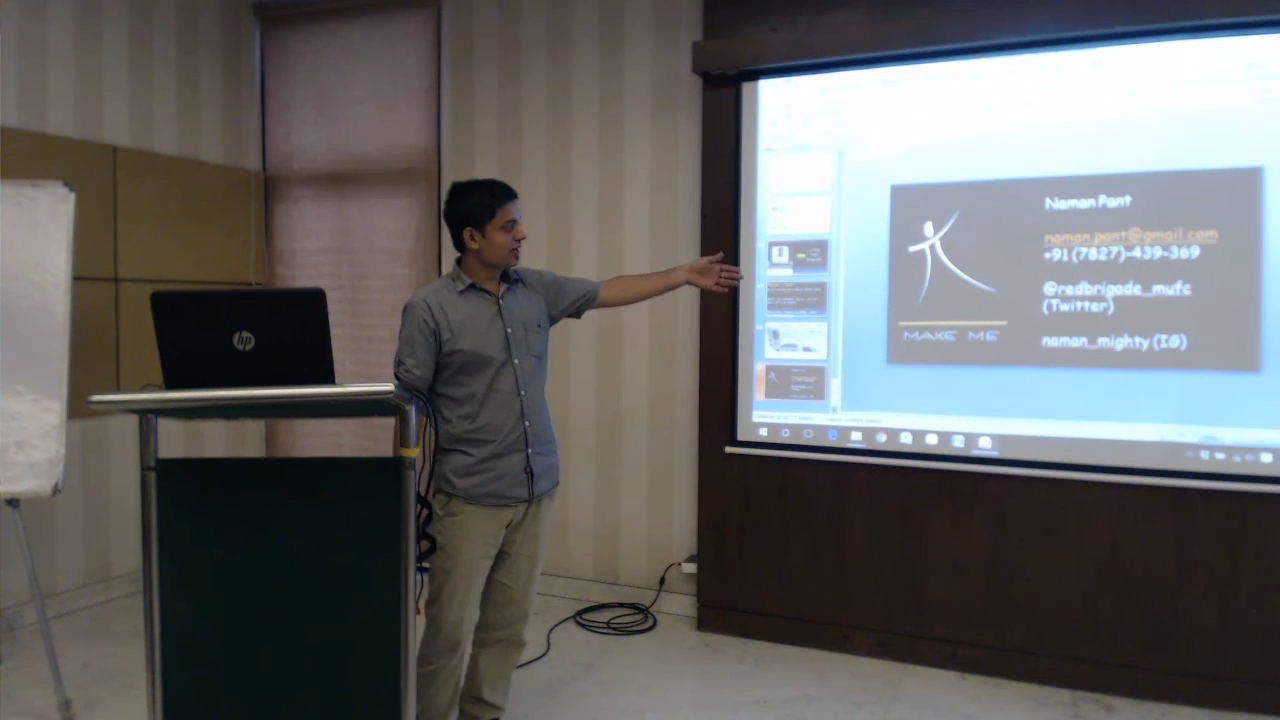 hp
Naman Pant
naman.pant@gmail.com
+91 (7827)-439-369
@redbrigade_mufc
(Twitter)
naman_mighty (IG)
MAKE ME